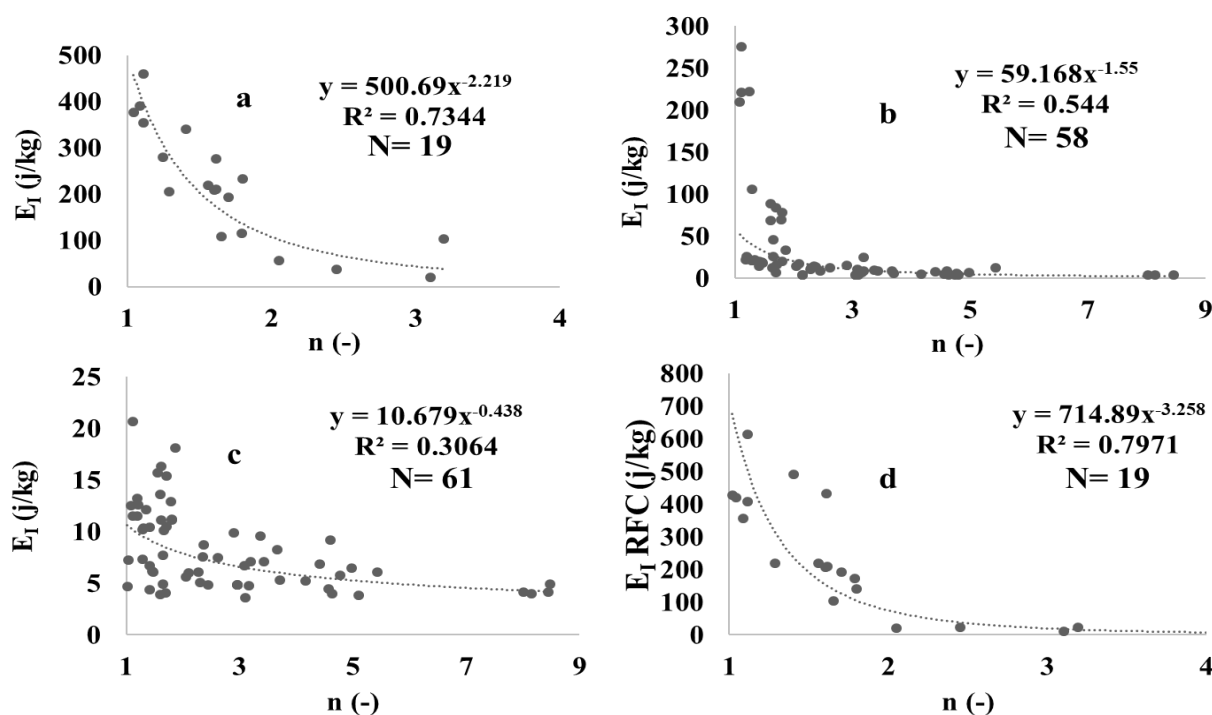 500
400
300
200
100
0
E_I (j/kg)
a
y = 500.69x^-2.219
R² = 0.7344
N= 19
1 2 3 4
n (-)
300
250
200
150
100
50
0
E_I (j/kg)
b
y = 59.168x^-1.55
R² = 0.544
N= 58
1 3 5 7 9
n (-)
25
20
15
10
5
0
E_I (j/kg)
c
y = 10.679x^-0.438
R² = 0.3064
N= 61
1 3 5 7 9
n (-)
800
700
600
500
400
300
200
100
0
E_I RFC (j/kg)
d
y = 714.89x^-3.258
R² = 0.7971
N= 19
1 2 3 4
n (-)